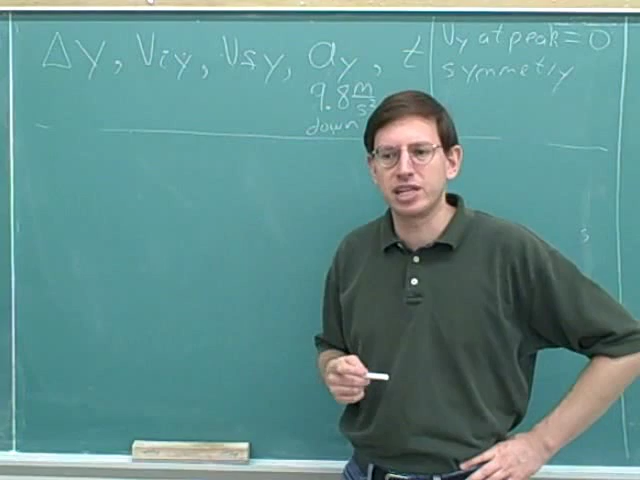 Δy, Viy, Vfy, ay, t
9.8 m/s²
down
Vy at peak = 0
symmetry